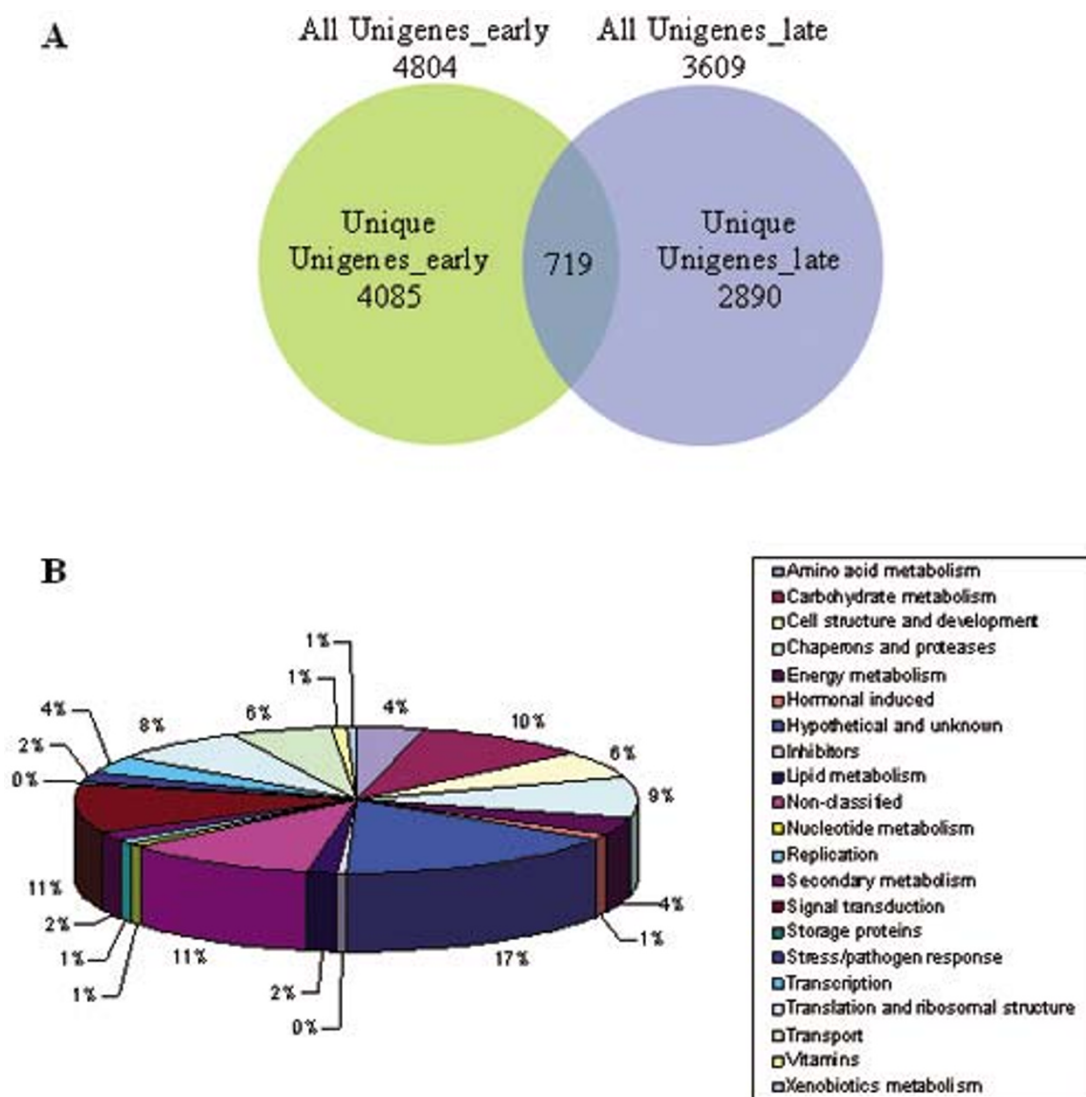 A
All Unigenes_early
4804
All Unigenes_late
3609
Unique
Unigenes_early
4085
719
Unique
Unigenes_late
2890
B
1%
1%
4%
10%
6%
9%
4%
1%
17%
0%
2%
11%
1%
1%
2%
11%
0%
2%
4%
8%
6%
Amino acid metabolism
Carbohydrate metabolism
Cell structure and development
Chaperons and proteases
Energy metabolism
Hormonal induced
Hypothetical and unknown
Inhibitors
Lipid metabolism
Non-classified
Nucleotide metabolism
Replication
Secondary metabolism
Signal transduction
Storage proteins
Stress/pathogen response
Transcription
Translation and ribosomal structure
Transport
Vitamins
Xenobiotics metabolism